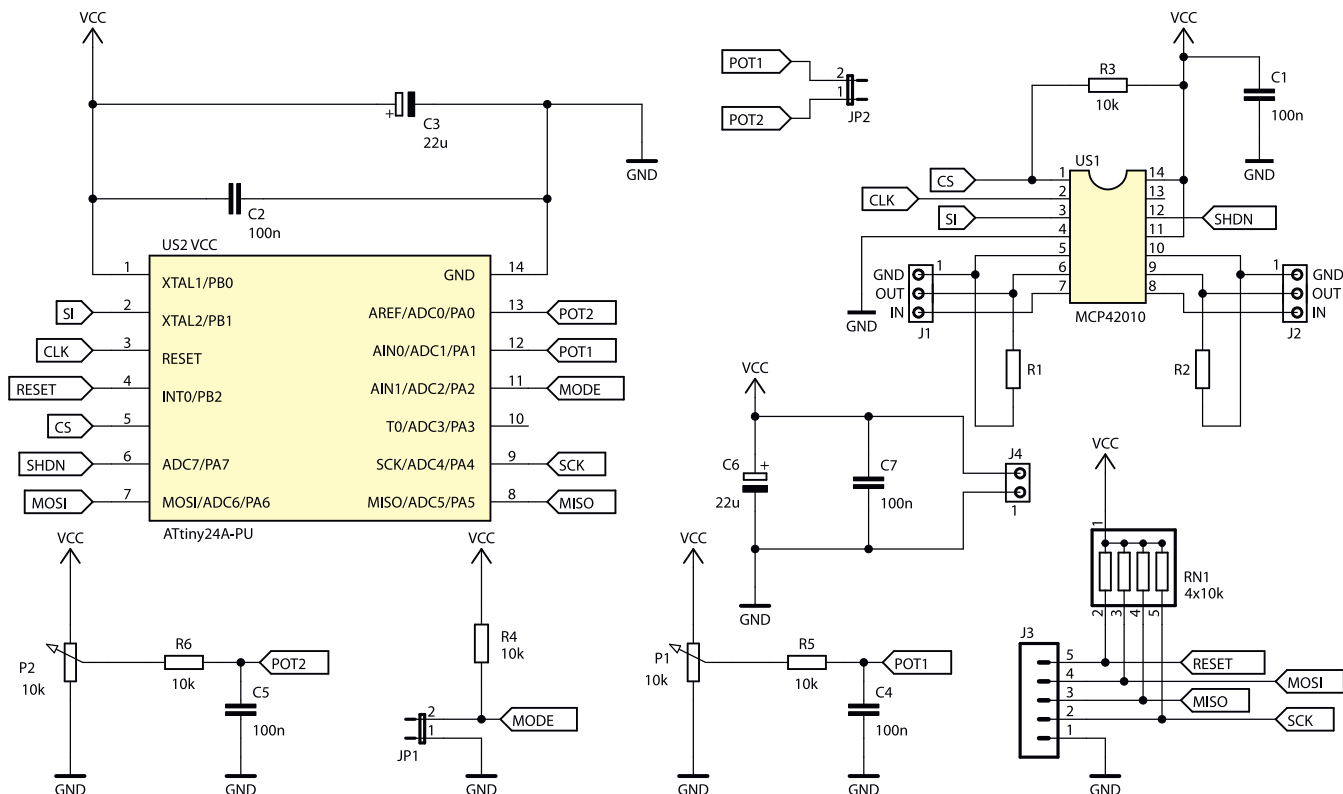 VCC
+
C3
22u
GND
C2
100n
US2 VCC
1
XTAL1/PB0
GND
14
SI
2
XTAL2/PB1
AREF/ADC0/PA0
13
POT2
CLK
3
RESET
AIN0/ADC1/PA1
12
POT1
RESET
4
INT0/PB2
AIN1/ADC2/PA2
11
MODE
CS
5
T0/ADC3/PA3
10
SHDN
6
ADC7/PA7
SCK/ADC4/PA4
9
SCK
MOSI
7
MOSI/ADC6/PA6
MISO/ADC5/PA5
8
MISO
ATtiny24A-PU
POT1
2
1
POT2
JP2
VCC
R3
10k
C1
100n
GND
US1
CS
1
14
CLK
2
13
SI
3
12
SHDN
4
11
5
10
GND
1
6
9
1
GND
OUT
7
8
OUT
IN
IN
J1
GND
MCP42010
J2
R1
R2
VCC
C6
+
22u
C7
100n
J4
1
GND
VCC
P2
10k
R6
10k
POT2
C5
100n
GND
GND
VCC
R4
10k
2
1
MODE
JP1
GND
VCC
P1
10k
R5
10k
POT1
C4
100n
GND
GND
VCC
1
RN1
4x10k
2
3
4
5
J3
5
RESET
4
MOSI
3
MISO
2
SCK
1
GND